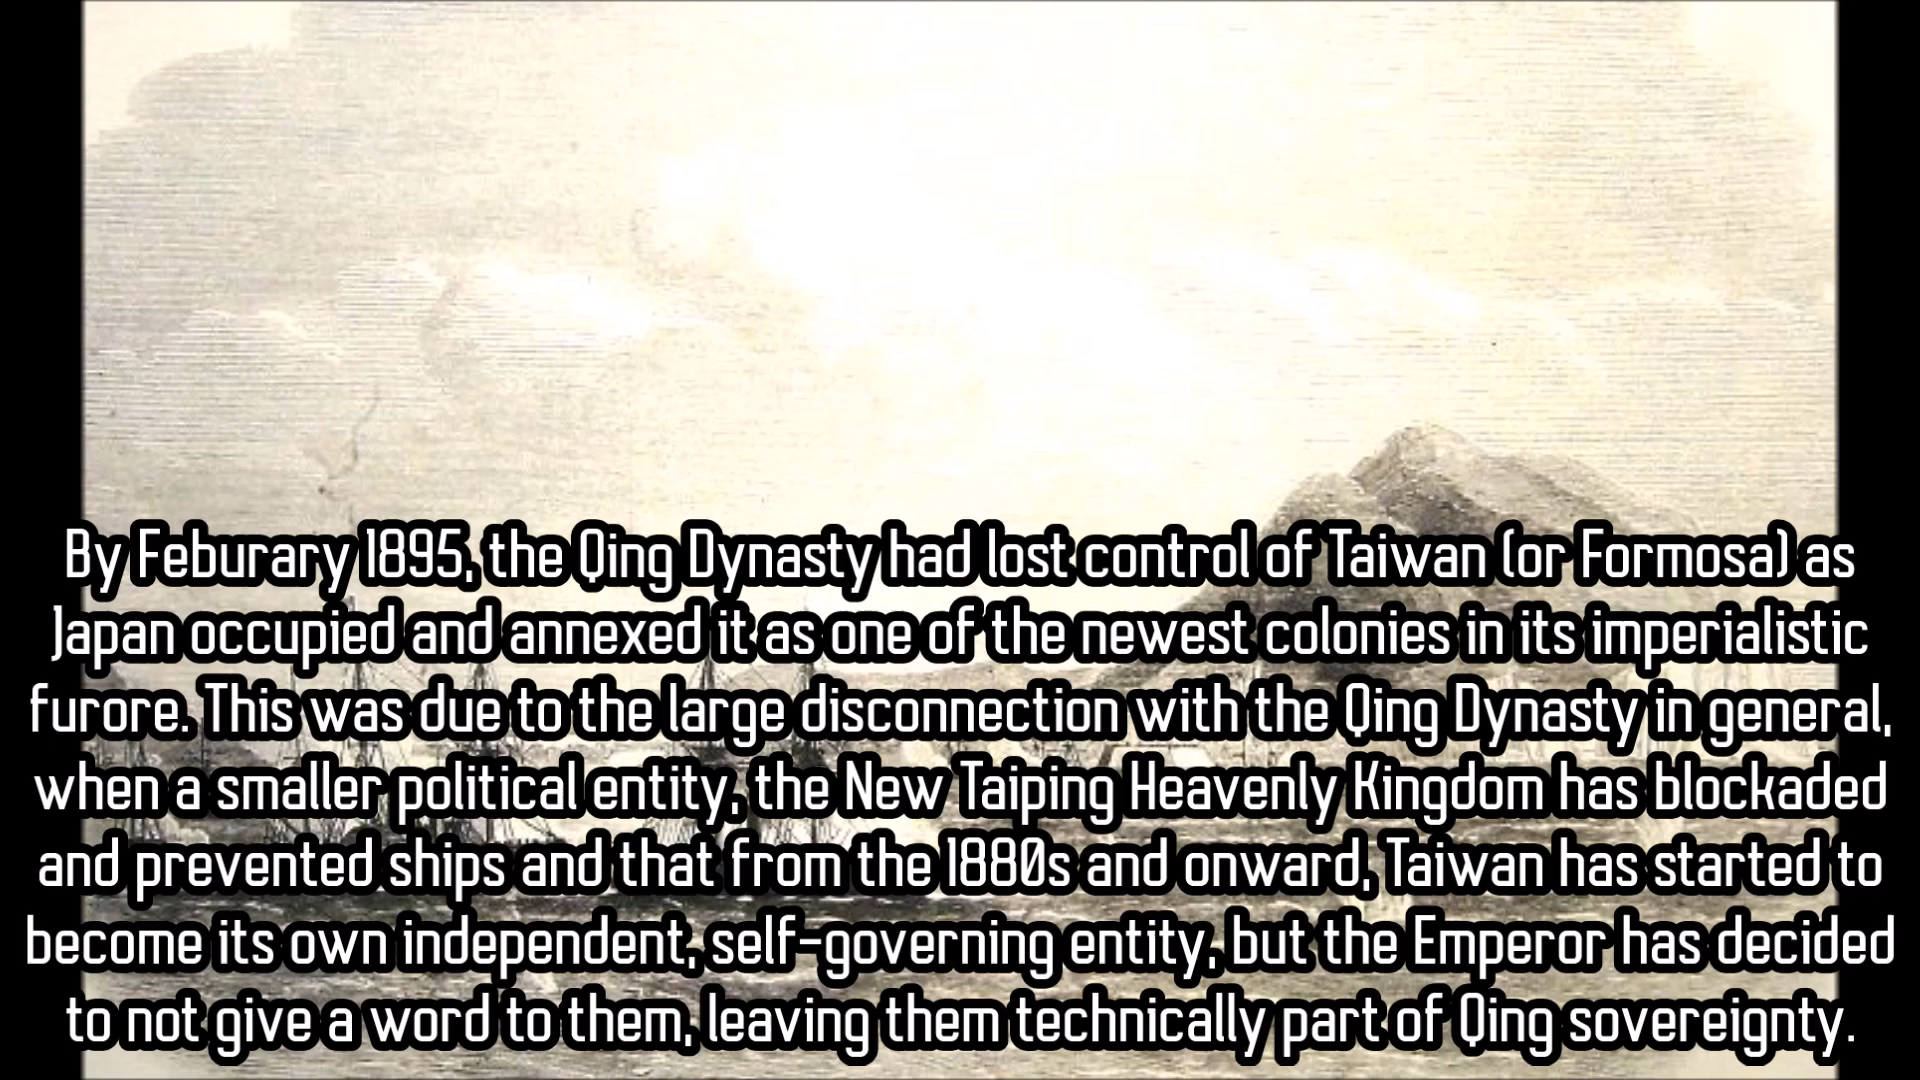 By Feburary 1895, the Qing Dynasty had lost control of Taiwan (or Formosa) as
Japan occupied and annexed it as one of the newest colonies in its imperialistic
furore. This was due to the large disconnection with the Qing Dynasty in general,
when a smaller political entity, the New Taiping Heavenly Kingdom has blockaded
and prevented ships and that from the 1880s and onward, Taiwan has started to
become its own independent, self-governing entity, but the Emperor has decided
to not give a word to them, leaving them technically part of Qing sovereignty.